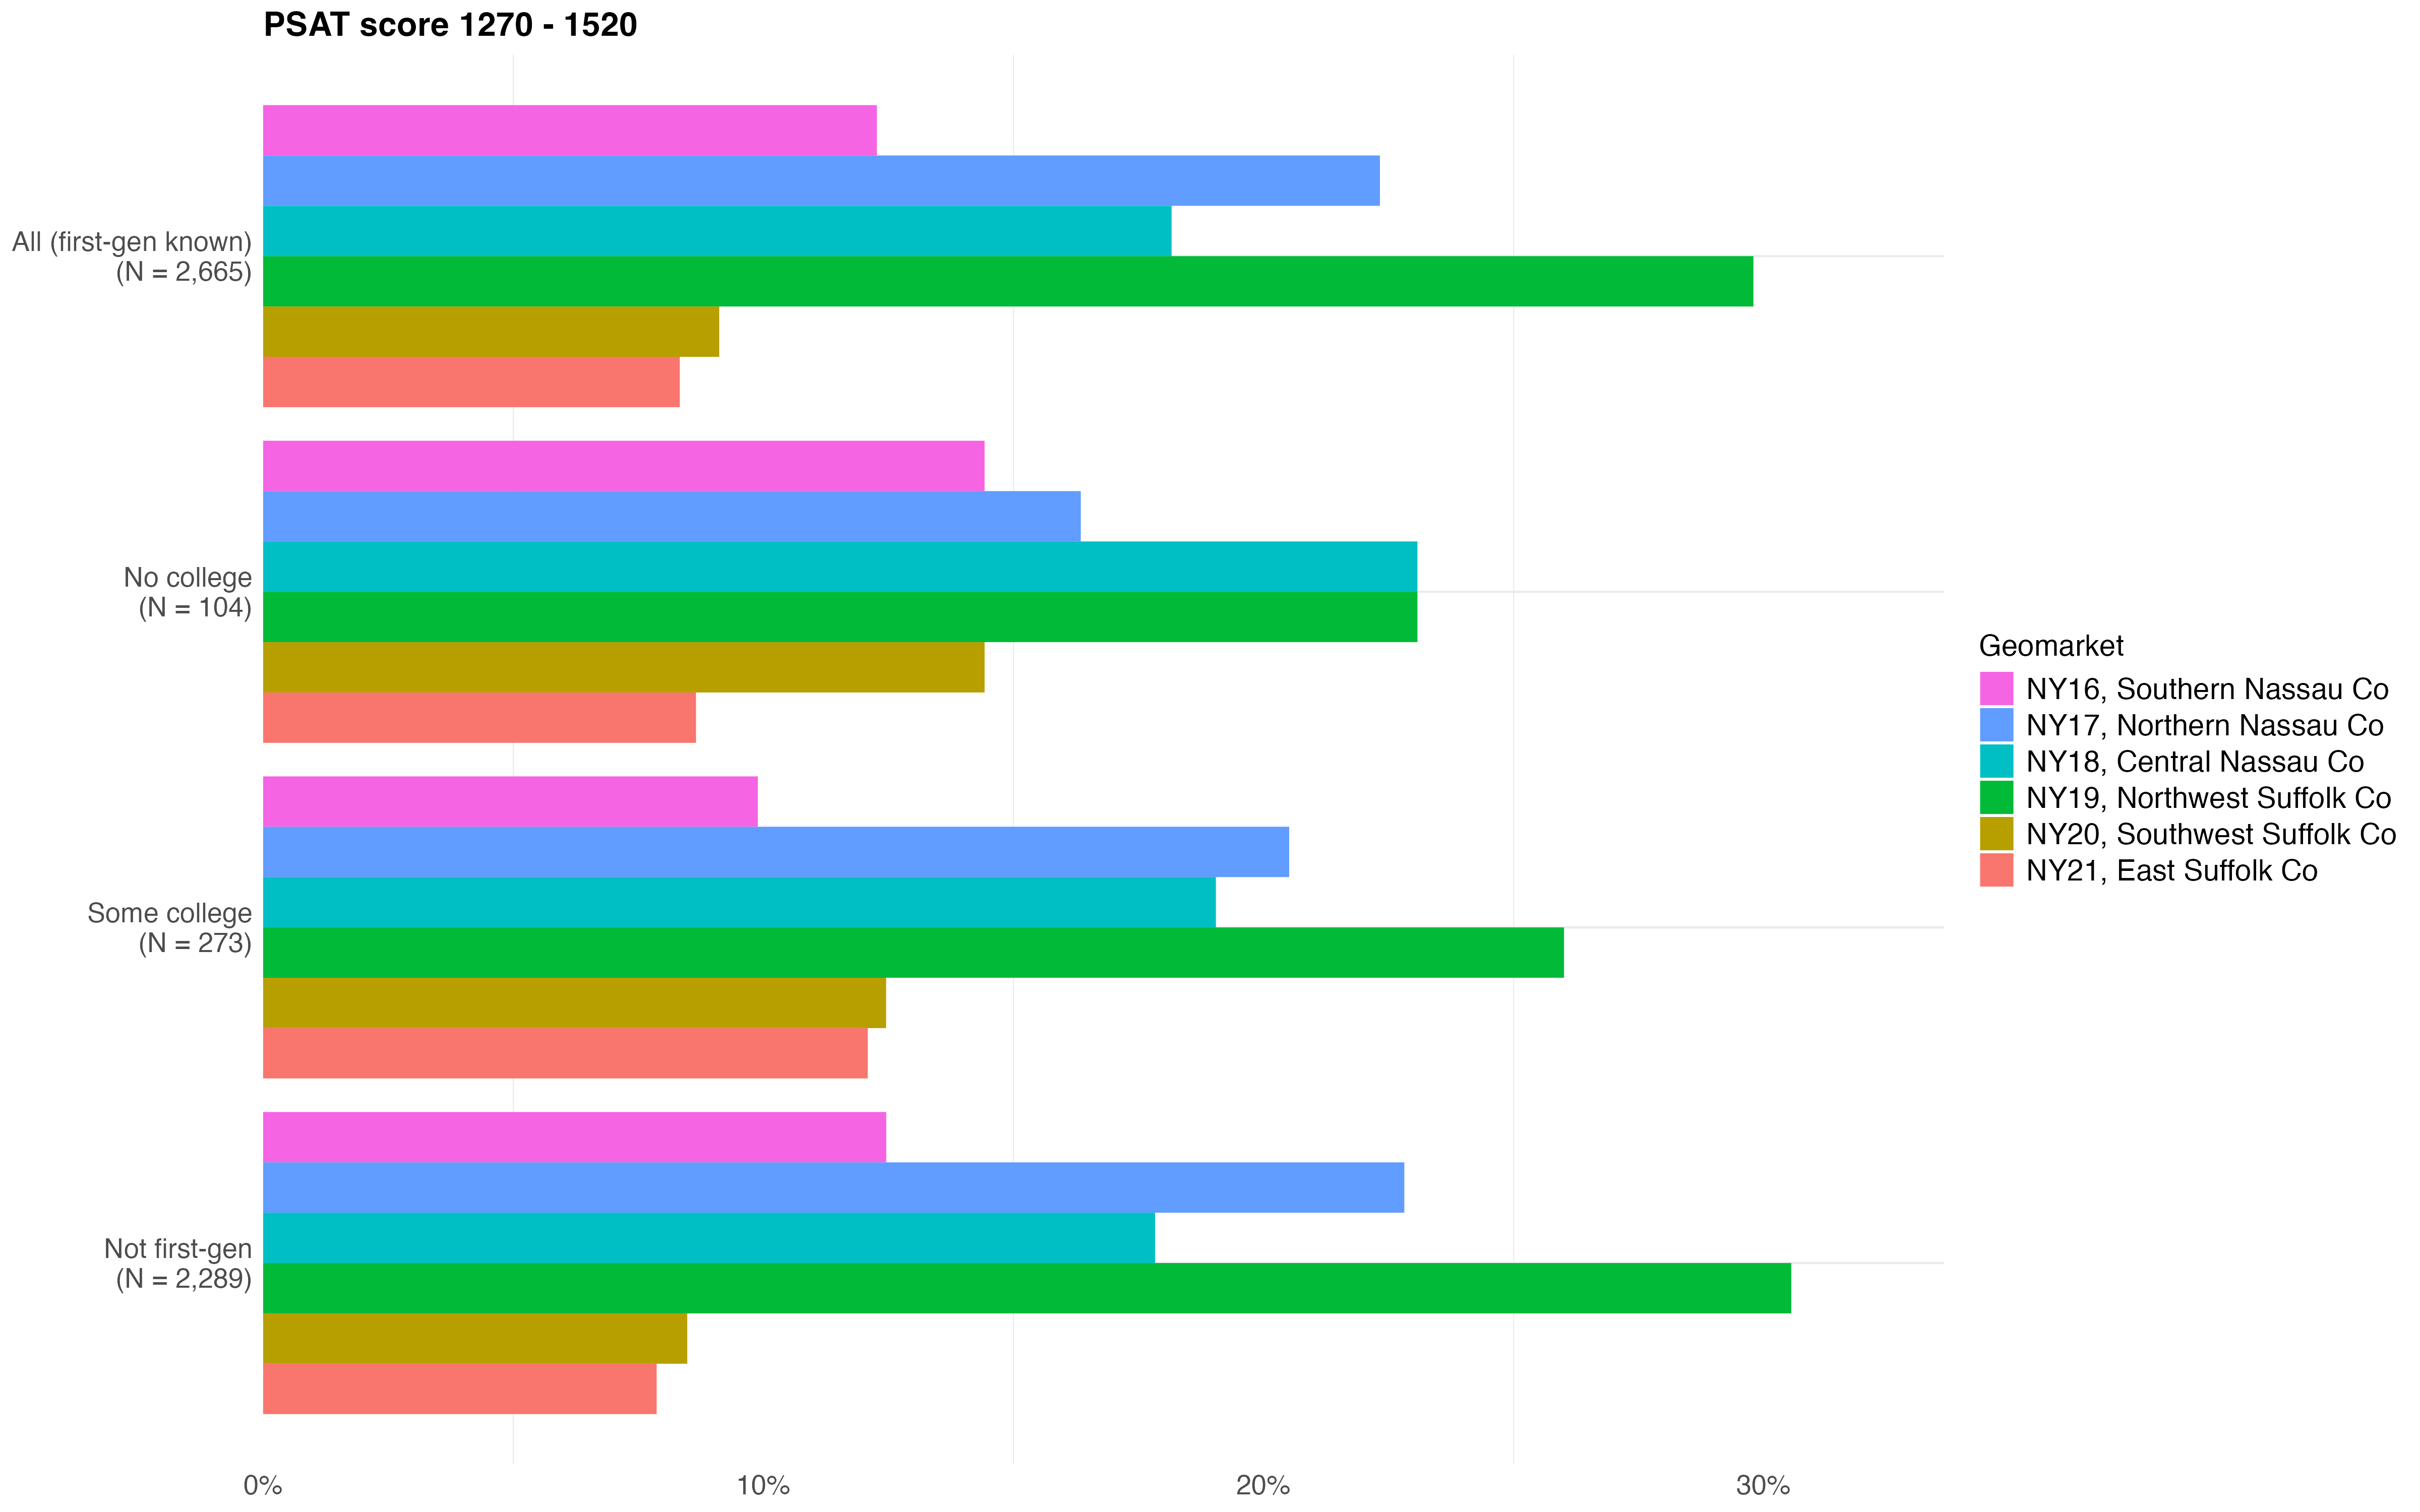 PSAT score 1270 - 1520
All (first-gen known)
(N = 2,665)
No college
(N = 104)
Some college
(N = 273)
Not first-gen
(N = 2,289)
0%
10%
20%
30%
Geomarket
NY16, Southern Nassau Co
NY17, Northern Nassau Co
NY18, Central Nassau Co
NY19, Northwest Suffolk Co
NY20, Southwest Suffolk Co
NY21, East Suffolk Co